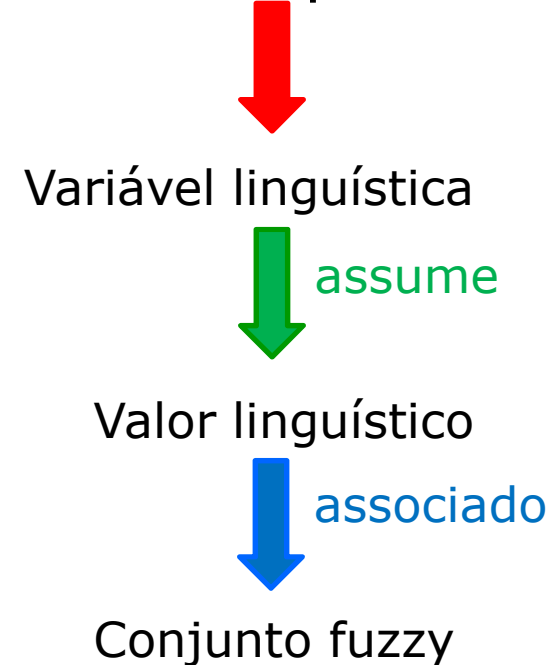 Variável linguística
assume
Valor linguístico
associado
Conjunto fuzzy